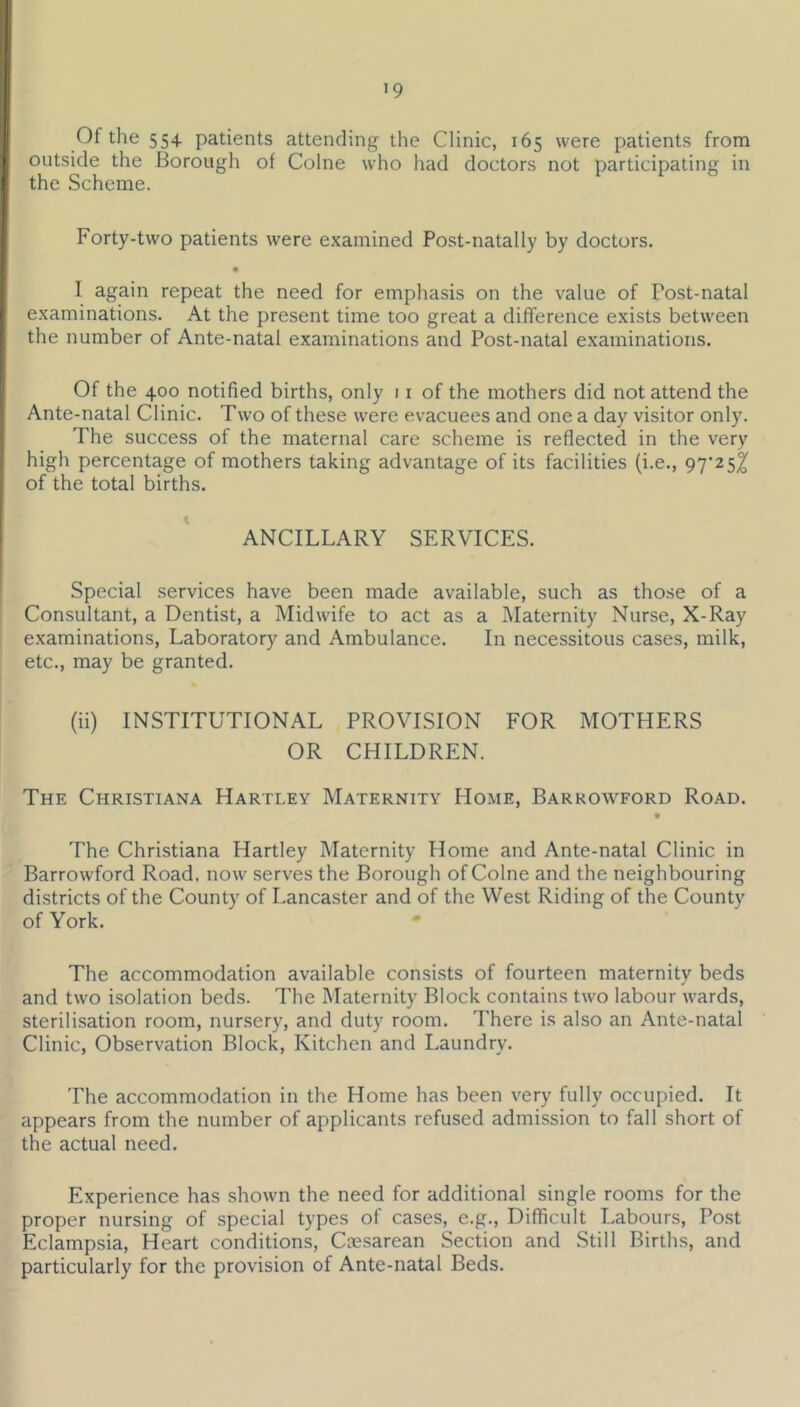 19
Of the 554 patients attending the Clinic, 165 were patients from
outside the Borough of Colne who had doctors not participating in
the Scheme.
Forty-two patients were examined Post-natally by doctors.
I again repeat the need for emphasis on the value of Post-natal
examinations. At the present time too great a difference exists between
the number of Ante-natal examinations and Post-natal examinations.
Of the 400 notified births, only 11 of the mothers did not attend the
Ante-natal Clinic. Two of these were evacuees and one a day visitor only.
The success of the maternal care scheme is reflected in the very
high percentage of mothers taking advantage of its facilities (i.e., 97·25%
of the total births.
ANCILLARY SERVICES.
Special services have been made available, such as those of a
Consultant, a Dentist, a Midwife to act as a Maternity Nurse, X-Ray
examinations, Laboratory and Ambulance. In necessitous cases, milk,
etc., may be granted.
(ii) INSTITUTIONAL PROVISION FOR MOTHERS
OR CHILDREN.
THE CHRISTIANA HARTLEY MATERNITY HOME, BARROWFORD ROAD.
The Christiana Hartley Maternity Home and Ante-natal Clinic in
Barrowford Road, now serves the Borough of Colne and the neighbouring
districts of the County of Lancaster and of the West Riding of the County
of York.
The accommodation available consists of fourteen maternity beds
and two isolation beds. The Maternity Block contains two labour wards,
sterilisation room, nursery, and duty room. There is also an Ante-natal
Clinic, Observation Block, Kitchen and Laundry.
The accommodation in the Home has been very fully occupied. It
appears from the number of applicants refused admission to fall short of
the actual need.
Experience has shown the need for additional single rooms for the
proper nursing of special types of cases, e.g., Difficult Labours, Post
Eclampsia, Heart conditions, Cæsarean Section and Still Births, and
particularly for the provision of Ante-natal Beds.